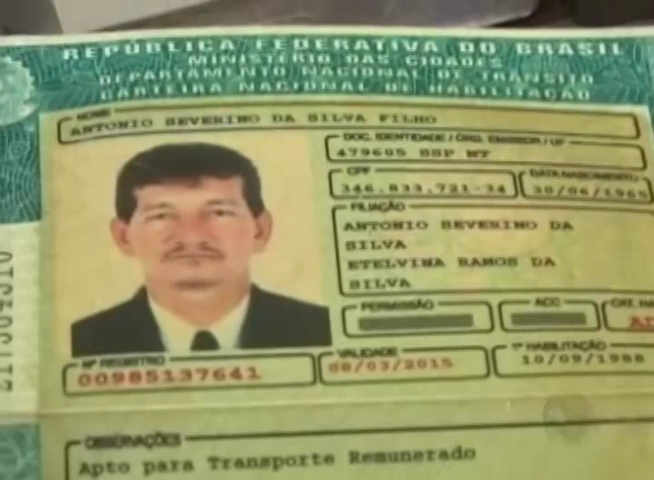 REPÚBLICA FEDERATIVA DO BRASIL
MINISTÉRIO DAS CIDADES
DEPARTAMENTO NACIONAL DE TRÂNSITO
CARTEIRA NACIONAL DE HABILITAÇÃO
NOME
ANTONIO SEVERINO DA SILVA FILHO
DOC. IDENTIDADE / ÓRG. EMISSOR / UF
479605 SSP MT
CPF
346.833.721-34
DATA NASCIMENTO
30/06/1965
FILIAÇÃO
ANTONIO SEVERINO DA
SILVA
ETELVINA RAMOS DA
SILVA
PERMISSÃO
ACC
CAT. HA
Nº REGISTRO
00985137641
VALIDADE
08/03/2015
1ª HABILITAÇÃO
10/09/1988
OBSERVAÇÕES
Apto para Transporte Remunerado